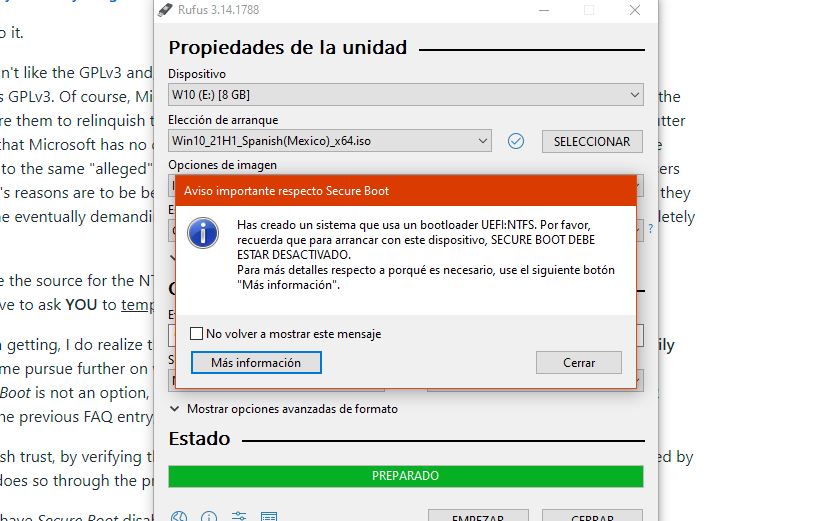 Rufus 3.14.1788
Propiedades de la unidad
Dispositivo
W10 (E:) [8 GB]
Elección de arranque
Win10_21H1_Spanish(Mexico)_x64.iso
SELECCIONAR
Opciones de imagen
Aviso importante respecto Secure Boot
Has creado un sistema que usa un bootloader UEFI:NTFS. Por favor,
recuerda que para arrancar con este dispositivo, SECURE BOOT DEBE
ESTAR DESACTIVADO.
Para más detalles respecto a porqué es necesario, use el siguiente botón
"Más información".
No volver a mostrar este mensaje
Más información
Cerrar
Mostrar opciones avanzadas de formato
Estado
PREPARADO
EMPEZAR
CERRAR
o it.
n't like the GPLv3 and
s GPLv3. Of course, Mi
the
re them to relinquish t
tter
that Microsoft has no
to the same "alleged"
ers
's reasons are to be be
they
ne eventually demandin
letely
e the source for the NT
ve to ask YOU to temp
getting, I do realize t
ily
me pursue further on
Boot is not an option,
ne previous FAQ entry
sh trust, by verifying th
ed by
does so through the pr
have Secure Boot disab
?